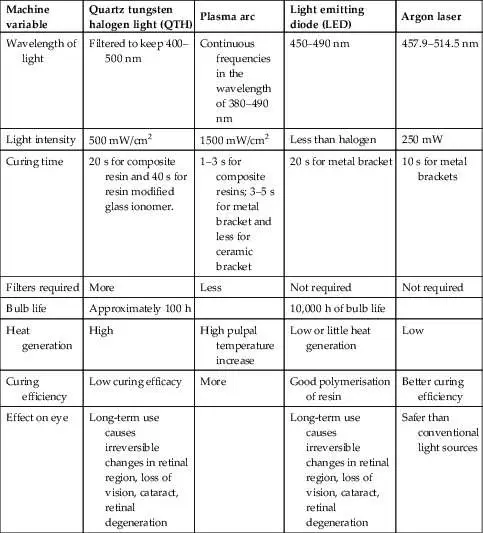 Machine variable
Quartz tungsten halogen light (QTH)
Plasma arc
Light emitting diode (LED)
Argon laser
Wavelength of light
Filtered to keep 400–
500 nm
Continuous
frequencies
in the
wavelength
of 380–490
nm
450–490 nm
457.9–514.5 nm
Light intensity
500 mW/cm²
1500 mW/cm²
Less than halogen
250 mW
Curing time
20 s for composite
resin and 40 s for
resin modified
glass ionomer.
1–3 s for
composite
resins; 3–5 s
for metal
bracket and
less for
ceramic
bracket
20 s for metal bracket
10 s for metal
brackets
Filters required
More
Less
Not required
Not required
Bulb life
Approximately 100 h
10,000 h of bulb life
Heat
generation
High
High pulpal
temperature
increase
Low or little heat
generation
Low
Curing
efficiency
Low curing efficacy
More
Good polymerisation
of resin
Better curing
efficiency
Effect on eye
Long-term use
causes
irreversible
changes in retinal
region, loss of
vision, cataract,
retinal
degeneration
Long-term use
causes
irreversible
changes in retinal
region, loss of
vision, cataract,
retinal
degeneration
Safer than
conventional
light sources